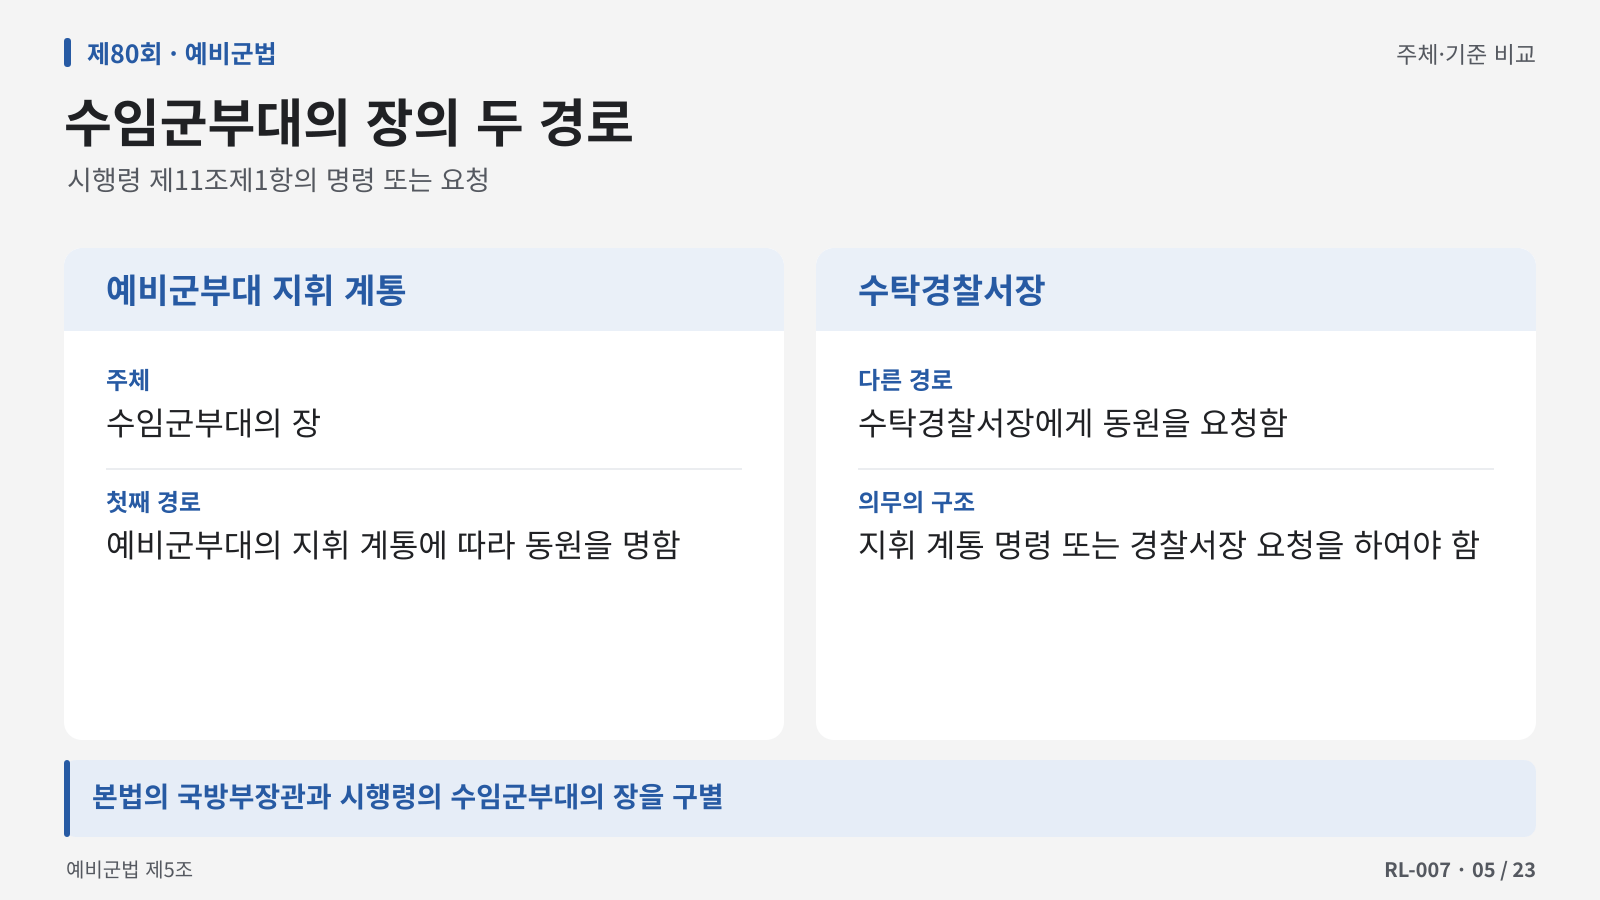 제80회 · 예비군법
주체·기준 비교
수임군부대의 장의 두 경로
시행령 제11조제1항의 명령 또는 요청
예비군부대 지휘 계통
주체
수임군부대의 장
첫째 경로
예비군부대의 지휘 계통에 따라 동원을 명함
수탁경찰서장
다른 경로
수탁경찰서장에게 동원을 요청함
의무의 구조
지휘 계통 명령 또는 경찰서장 요청을 하여야 함
본법의 국방부장관과 시행령의 수임군부대의 장을 구별
예비군법 제5조
RL-007 · 05 / 23